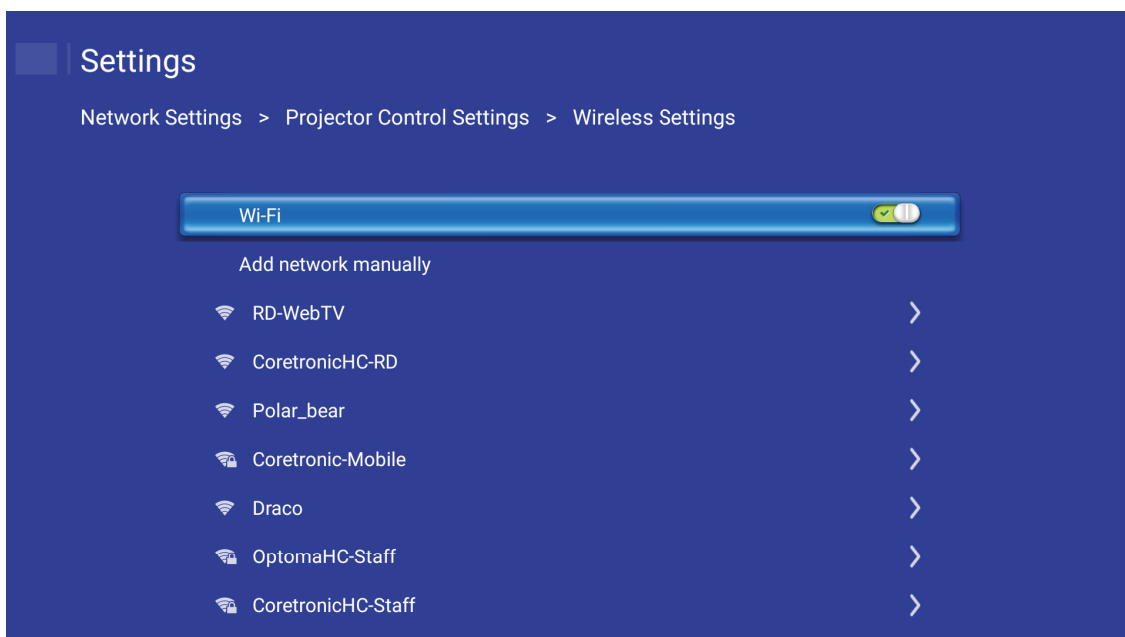 Settings
Network Settings > Projector Control Settings > Wireless Settings
Wi-Fi
Add network manually
RD-WebTV
CoretronicHC-RD
Polar_bear
Coretronic-Mobile
Draco
OptomaHC-Staff
CoretronicHC-Staff